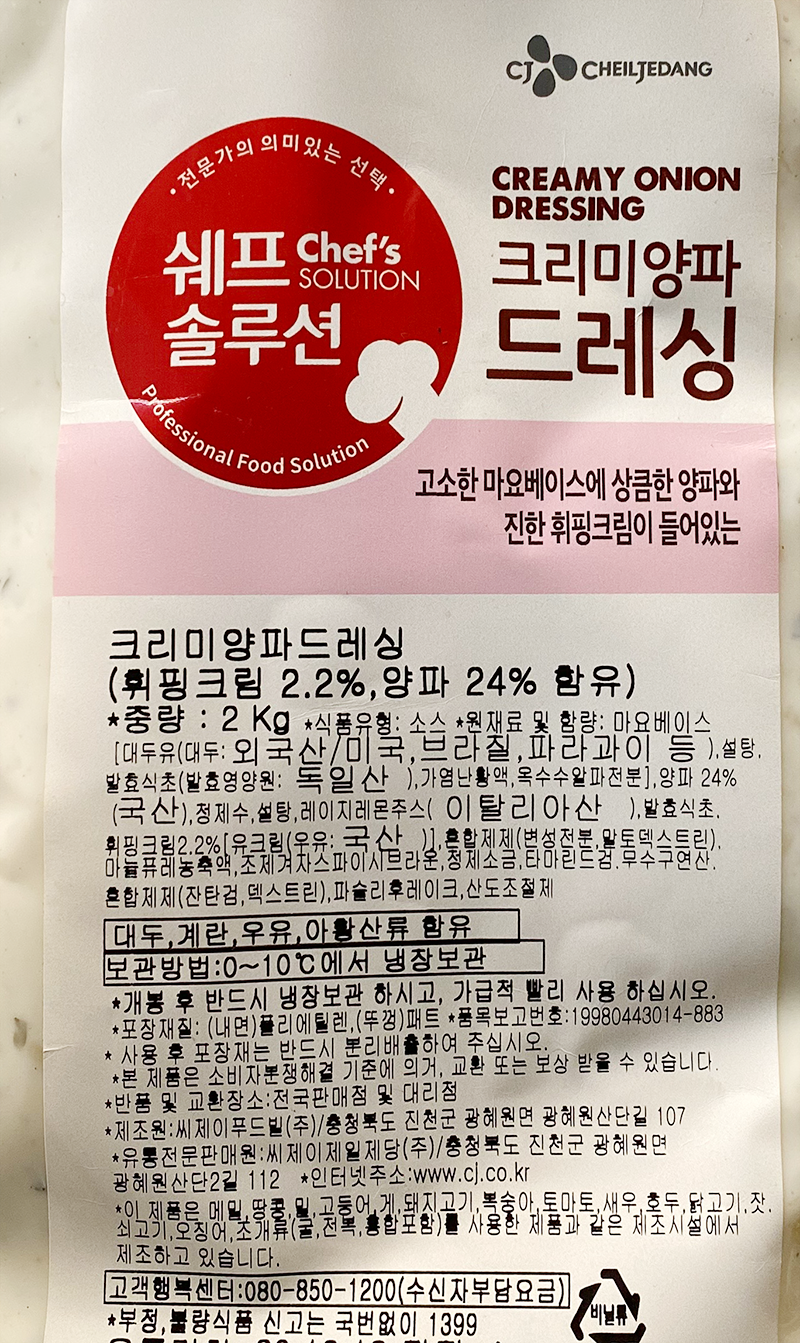 CJ CHEILJEDANG
·전문가의 의미있는 선택·
쉐프 Chef's
SOLUTION
솔루션
Professional Food Solution
CREAMY ONION
DRESSING
크리미양파
드레싱
고소한 마요베이스에 상큼한 양파와
진한 휘핑크림이 들어있는
크리미양파드레싱
(휘핑크림 2.2%,양파 24% 함유)
*중량 : 2 Kg *식품유형: 소스 *원재료 및 함량: 마요베이스
[대두유(대두: 외국산/미국,브라질,파라과이 등 ),설탕,
발효식초(발효영양원: 독일산 ),가염난황액,옥수수알파전분],양파 24%
(국산),정제수,설탕,레이지레몬주스( 이탈리아산 ),발효식초,
휘핑크림2.2%[유크림(우유: 국산 )],혼합제제(변성전분,말토덱스트린),
마늘퓨레농축액,조제겨자스파이시브라운,정제소금,타마린드검,무수구연산,
혼합제제(잔탄검,덱스트린),파슬리후레이크,산도조절제
대두,계란,우유,아황산류 함유
보관방법:0~10℃에서 냉장보관
*개봉 후 반드시 냉장보관 하시고, 가급적 빨리 사용 하십시오.
*포장재질: (내면)폴리에틸렌,(뚜껑)패트 *품목보고번호:19980443014-883
* 사용 후 포장재는 반드시 분리배출하여 주십시오.
*본 제품은 소비자분쟁해결 기준에 의거, 교환 또는 보상 받을 수 있습니다.
*반품 및 교환장소:전국판매점 및 대리점
*제조원:씨제이푸드빌(주)/충청북도 진천군 광혜원면 광혜원산단길 107
*유통전문판매원:씨제이제일제당(주)/충청북도 진천군 광혜원면
광혜원산단2길 112 *인터넷주소:www.cj.co.kr
*이 제품은 메밀,땅콩,밀,고등어,게,돼지고기,복숭아,토마토,새우,호두,닭고기,잣,
쇠고기,오징어,조개류(굴,전복,홍합포함)를 사용한 제품과 같은 제조시설에서
제조하고 있습니다.
고객행복센터:080-850-1200(수신자부담요금)
*부정,불량식품 신고는 국번없이 1399
비닐류